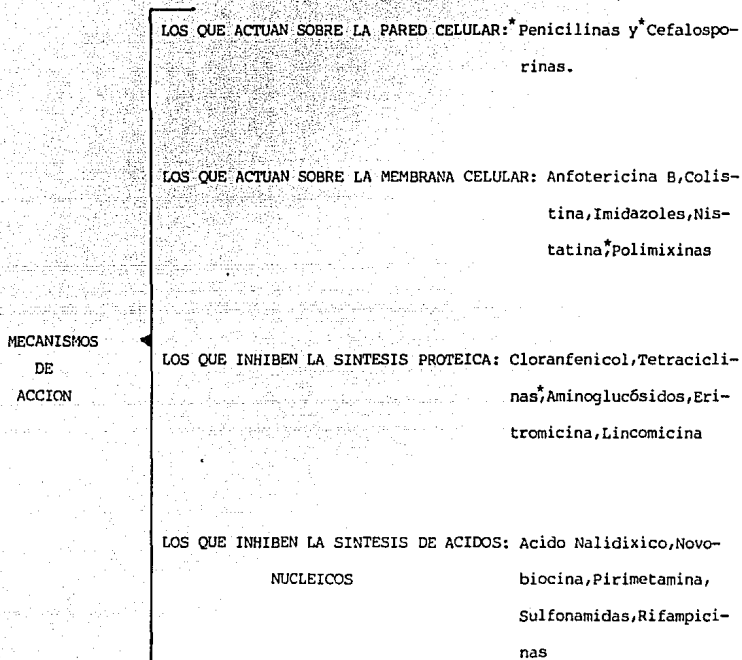 LOS QUE ACTUAN SOBRE LA PARED CELULAR:*Penicilinas y*Cefalospo-
rinas.
LOS QUE ACTUAN SOBRE LA MEMBRANA CELULAR: Anfotericina B,Colis-
tina,Imidazoles,Nis-
tatina*,Polimixinas
MECANISMOS
DE
ACCION
LOS QUE INHIBEN LA SINTESIS PROTEICA: Cloranfenicol,Tetracicli-
nas*,Aminoglucósidos,Eri-
tromicina,Lincomicina
LOS QUE INHIBEN LA SINTESIS DE ACIDOS: Acido Nalidixico,Novo-
NUCLEICOS biocina,Pirimetamina,
Sulfonamidas,Rifampici-
nas